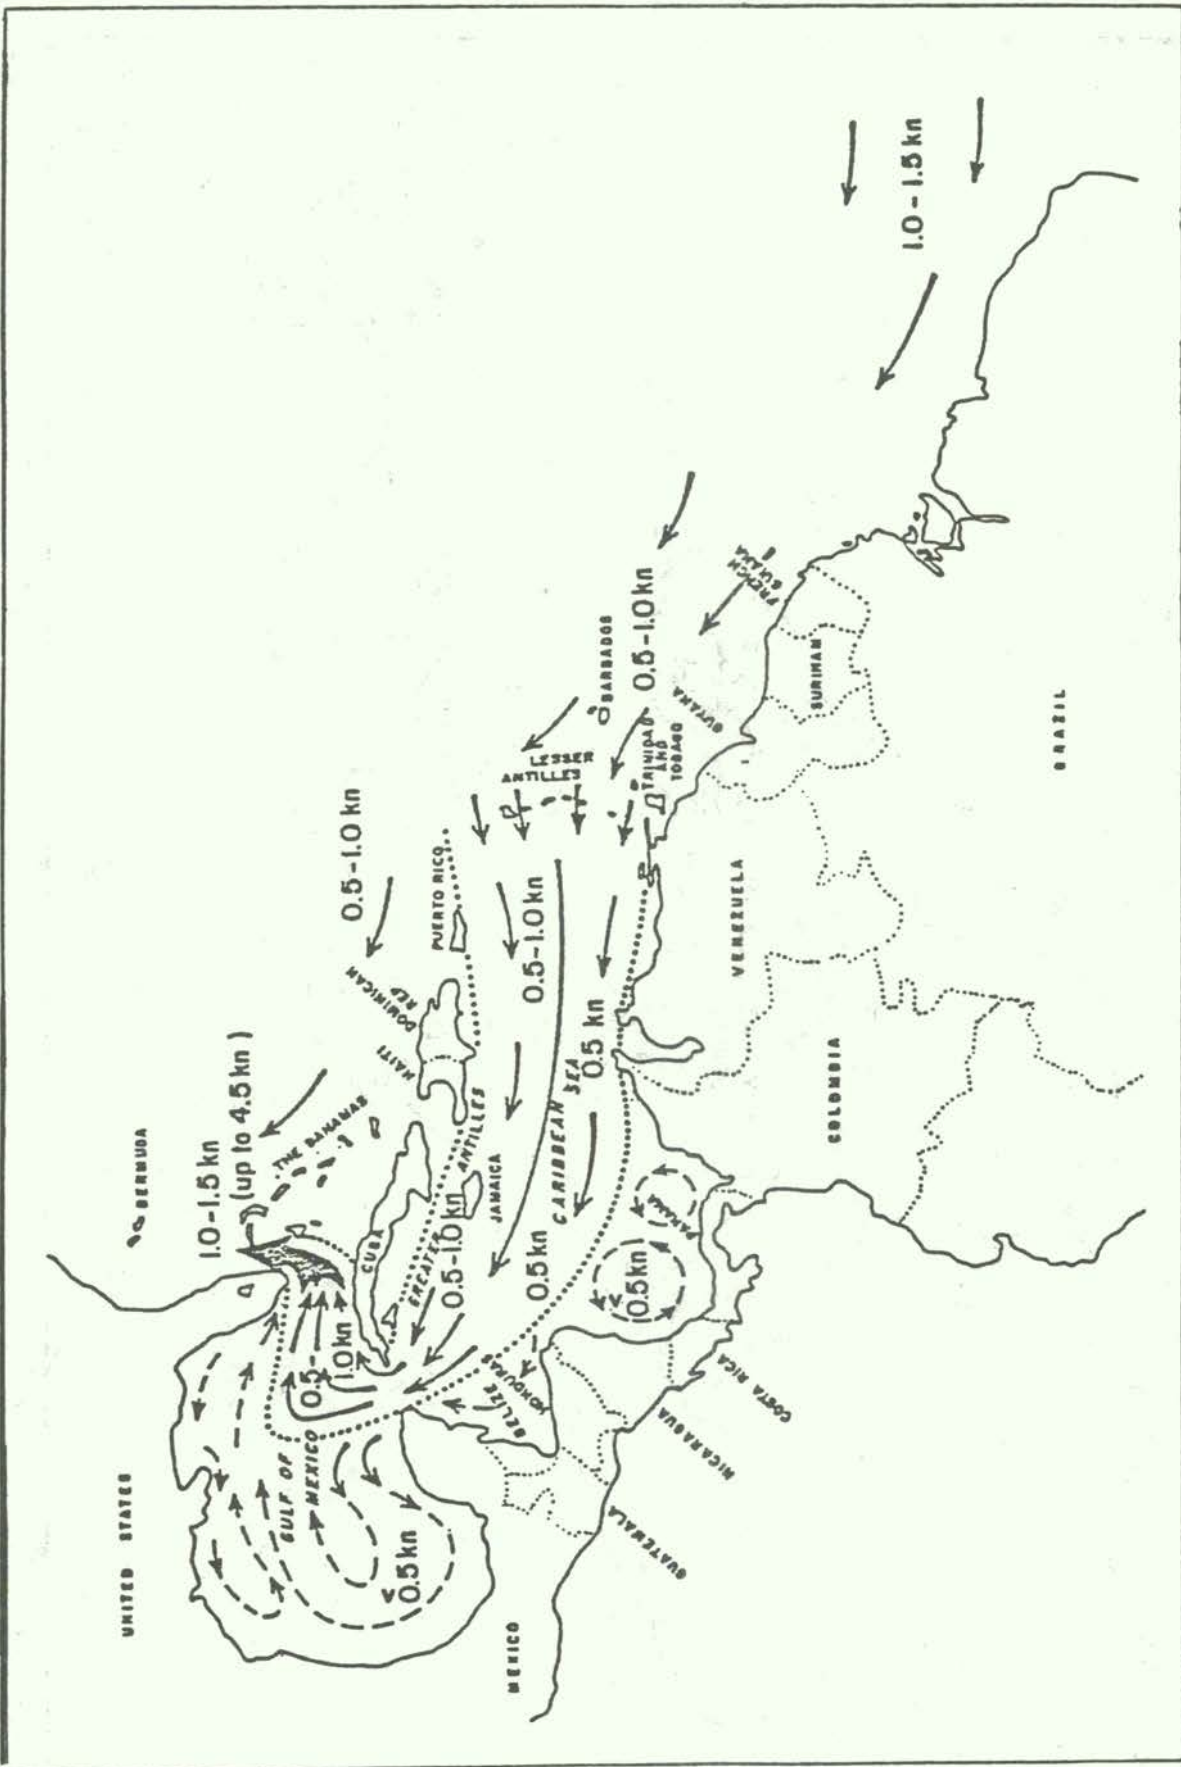 UNITED STATES
BERMUDA
1.0-1.5 kn
(up to 4.5 kn)
THE BAHAMAS
0.5-1.0 kn
GULF OF
MEXICO
0.5-
1.0 kn
CUBA
HAITI
DOMINICAN
REP
PUERTO RICO
<
0.5 kn
GREATER ANTILLES
0.5-1.0 kn
JAMAICA
MEXICO
BELIZE
HONDURAS
0.5 kn
CARIBBEAN SEA
0.5-1.0 kn
0.5 kn
LESSER
ANTILLES
BARBADOS
0.5-1.0 kn
TRINIDAD
AND
TOBAGO
<
0.5 kn
PANAMA
GUATEMALA
NICARAGUA
COSTA RICA
VENEZUELA
COLOMBIA
GUYANA
SURINAM
FRENCH
GUIANA
BRAZIL
1.0-1.5 kn